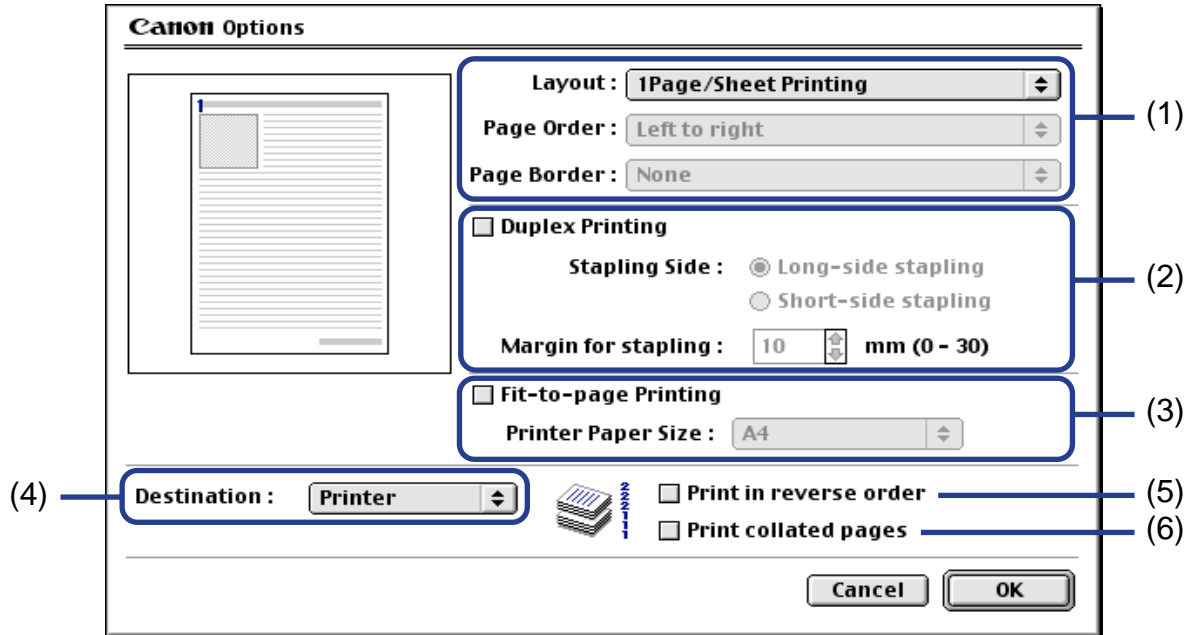 Canon Options
1
Layout : 1Page/Sheet Printing
Page Order : Left to right
Page Border : None
(1)
Duplex Printing
Stapling Side : Long-side stapling
Short-side stapling
Margin for stapling : 10 mm (0 - 30)
(2)
Fit-to-page Printing
Printer Paper Size : A4
(3)
(4)
Destination : Printer
222111
Print in reverse order
(5)
Print collated pages
(6)
Cancel OK